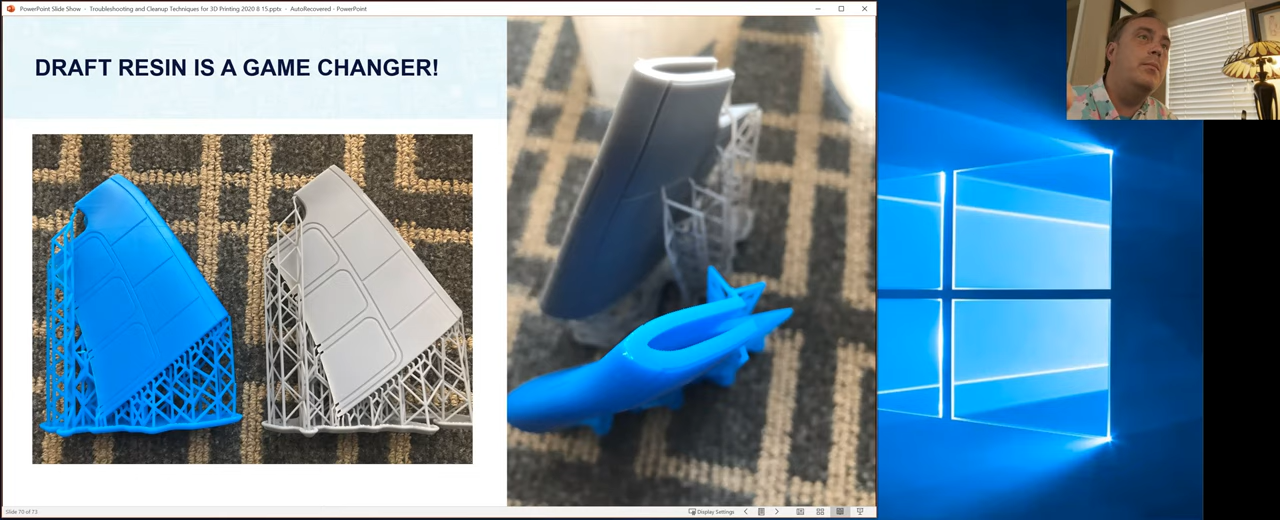 PowerPoint Slide Show - Troubleshooting and Cleanup Techniques for 3D Printing 2020 8 15.pptx - AutoRecovered - PowerPoint
DRAFT RESIN IS A GAME CHANGER!
Slide 70 of 73
Display Settings